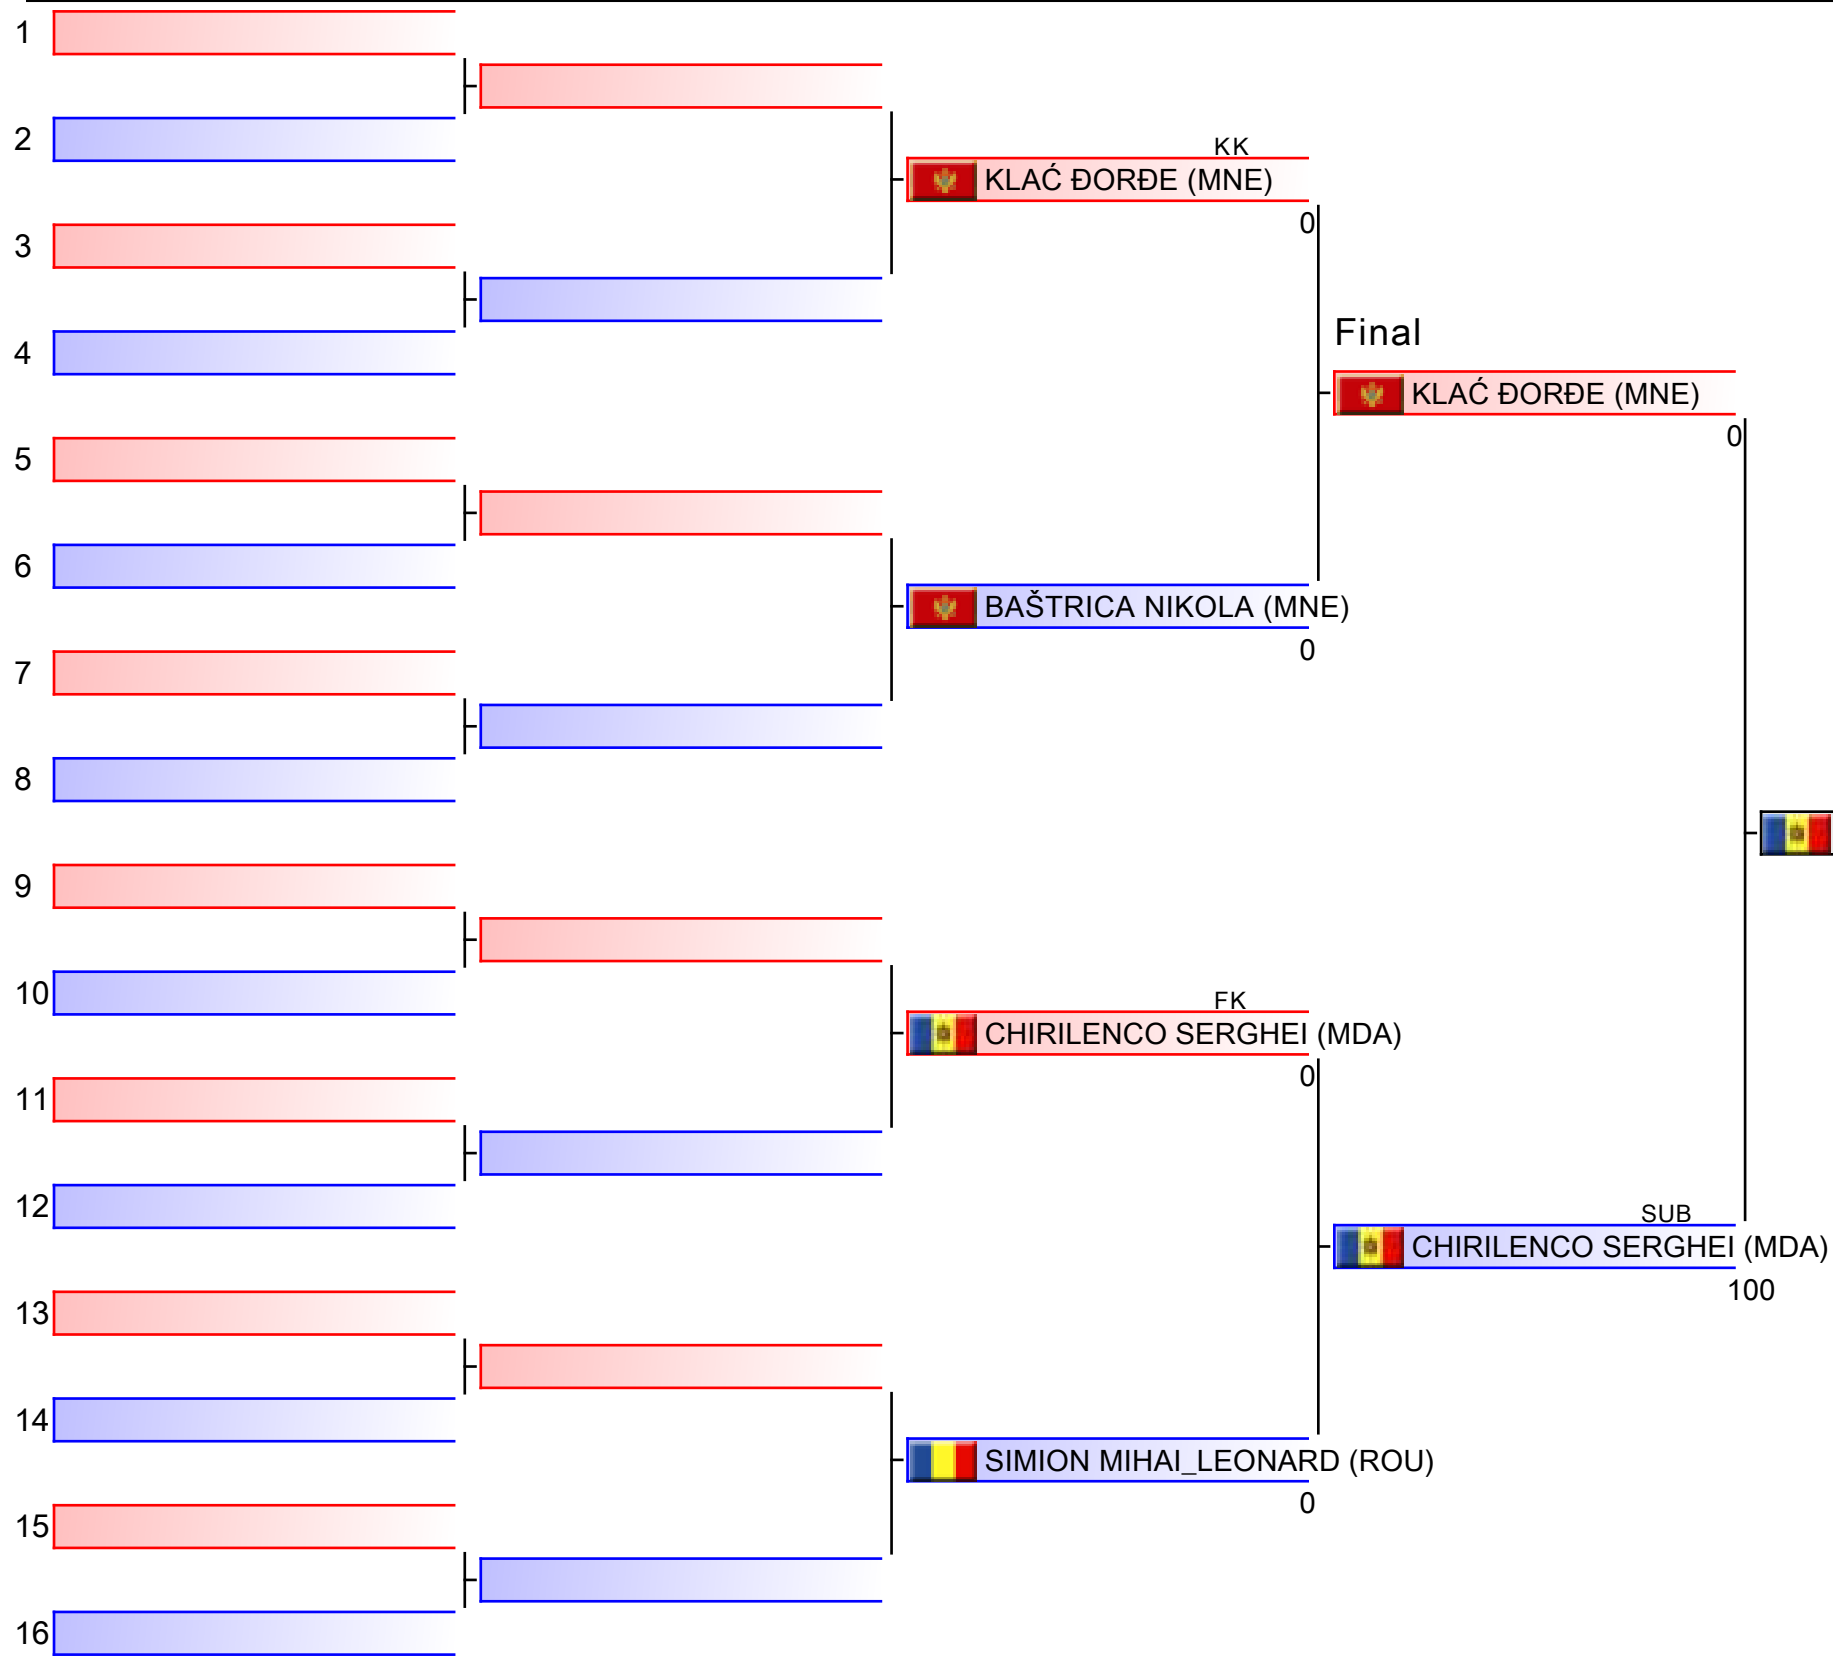 1
2
KK
KLAĆ ĐORĐE (MNE)
0
3
Final
4
KLAĆ ĐORĐE (MNE)
0
5
6
BAŠTRICA NIKOLA (MNE)
0
7
8
9
10
FK
CHIRILENCO SERGHEI (MDA)
0
11
12
SUB
CHIRILENCO SERGHEI (MDA)
100
13
14
SIMION MIHAI_LEONARD (ROU)
0
15
16